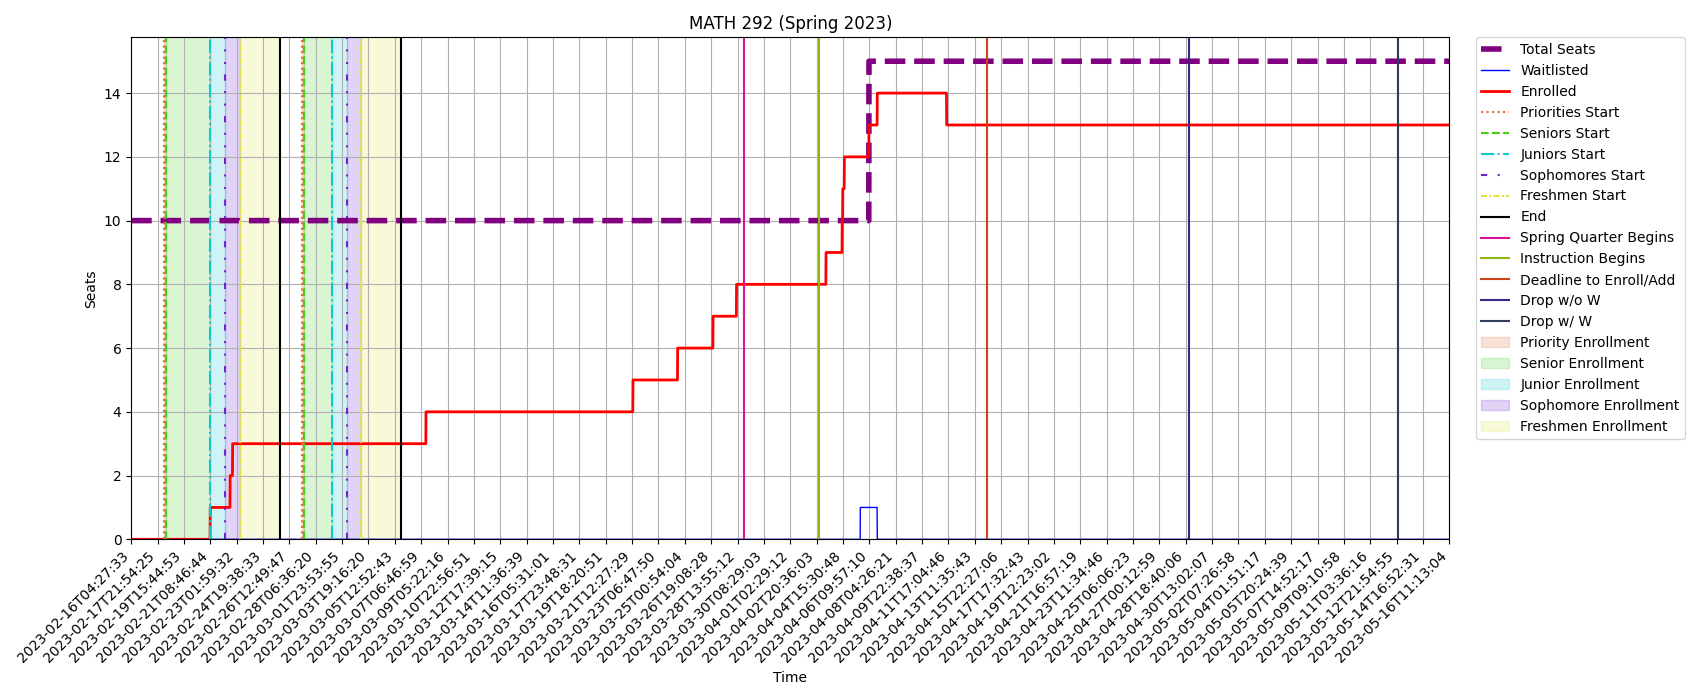 MATH 292 (Spring 2023)
Seats
14
12
10
8
6
4
2
0
2023-02-16T04:27:33
2023-02-17T21:54:25
2023-02-19T15:44:53
2023-02-21T08:46:44
2023-02-23T01:59:32
2023-02-24T19:38:33
2023-02-26T12:49:47
2023-02-28T06:36:20
2023-03-01T23:53:55
2023-03-03T19:16:20
2023-03-05T12:52:43
2023-03-07T06:46:59
2023-03-09T05:22:16
2023-03-10T22:56:51
2023-03-12T17:39:15
2023-03-14T11:36:39
2023-03-16T05:31:01
2023-03-17T23:48:31
2023-03-19T18:20:51
2023-03-21T12:27:29
2023-03-23T06:47:50
2023-03-25T00:54:04
2023-03-26T19:08:28
2023-03-28T13:55:12
2023-03-30T08:29:03
2023-04-01T02:29:12
2023-04-02T20:36:03
2023-04-04T15:30:48
2023-04-06T09:57:10
2023-04-08T04:26:21
2023-04-09T22:38:37
2023-04-11T17:04:46
2023-04-13T11:35:43
2023-04-15T22:27:06
2023-04-17T17:32:43
2023-04-19T12:23:02
2023-04-21T16:57:19
2023-04-23T11:34:46
2023-04-25T06:06:23
2023-04-27T00:12:59
2023-04-28T18:40:06
2023-04-30T13:02:07
2023-05-02T07:26:58
2023-05-04T01:51:17
2023-05-05T20:24:39
2023-05-07T14:52:17
2023-05-09T09:10:58
2023-05-11T03:36:16
2023-05-12T21:54:55
2023-05-14T16:52:31
2023-05-16T11:13:04
Time
Total Seats
Waitlisted
Enrolled
Priorities Start
Seniors Start
Juniors Start
Sophomores Start
Freshmen Start
End
Spring Quarter Begins
Instruction Begins
Deadline to Enroll/Add
Drop w/o W
Drop w/ W
Priority Enrollment
Senior Enrollment
Junior Enrollment
Sophomore Enrollment
Freshmen Enrollment